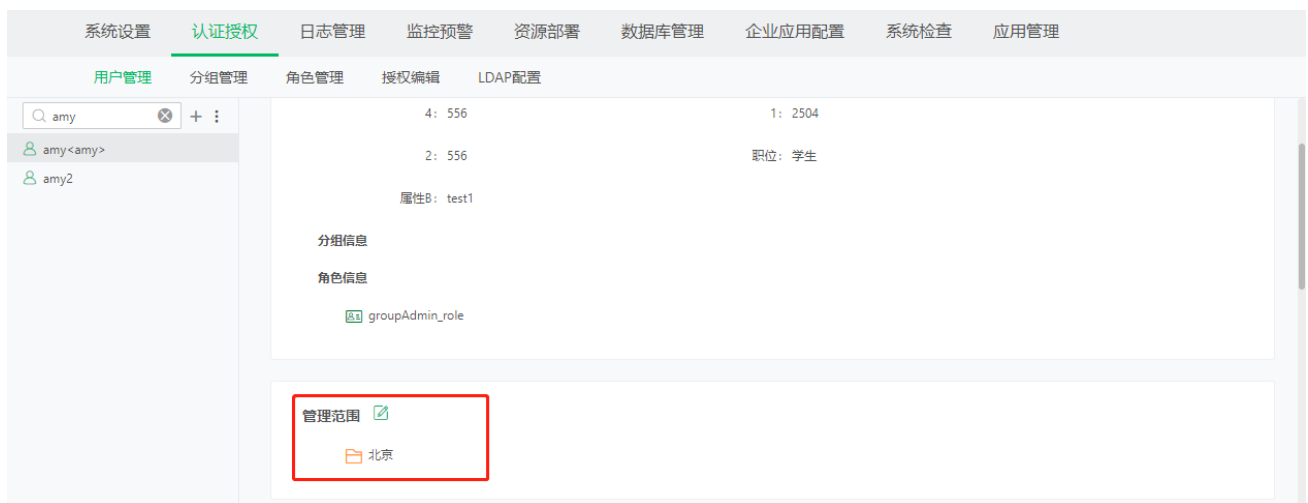 系统设置 认证授权 日志管理 监控预警 资源部署 数据库管理 企业应用配置 系统检查 应用管理
用户管理 分组管理 角色管理 授权编辑 LDAP配置
amy
amy<amy>
amy2
4: 556 1: 2504
2: 556 职位: 学生
属性B: test1
分组信息
角色信息
groupAdmin_role
管理范围
北京